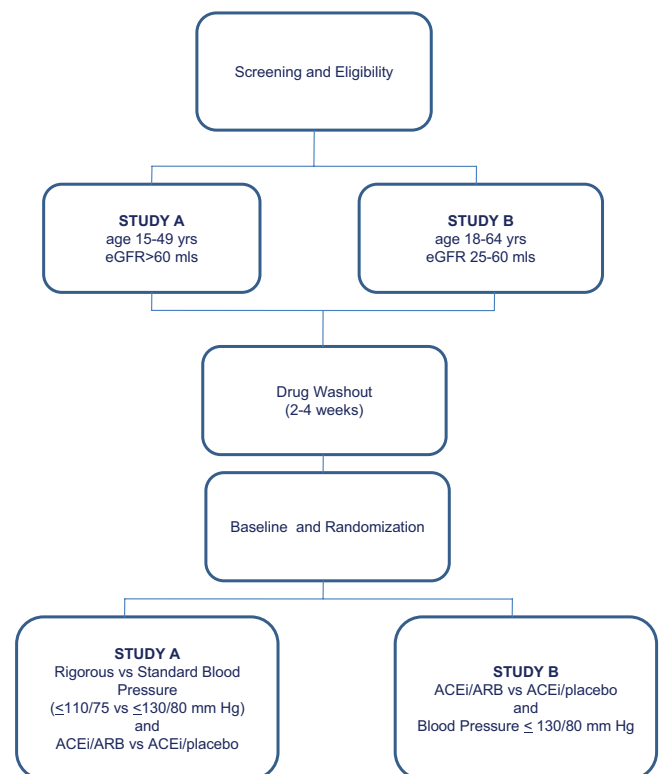 Screening and Eligibility
STUDY A
age 15-49 yrs
eGFR>60 mls
STUDY B
age 18-64 yrs
eGFR 25-60 mls
Drug Washout
(2-4 weeks)
Baseline and Randomization
STUDY A
Rigorous vs Standard Blood
Pressure
(≤110/75 vs ≤130/80 mm Hg)
and
ACEi/ARB vs ACEi/placebo
STUDY B
ACEi/ARB vs ACEi/placebo
and
Blood Pressure ≤ 130/80 mm Hg